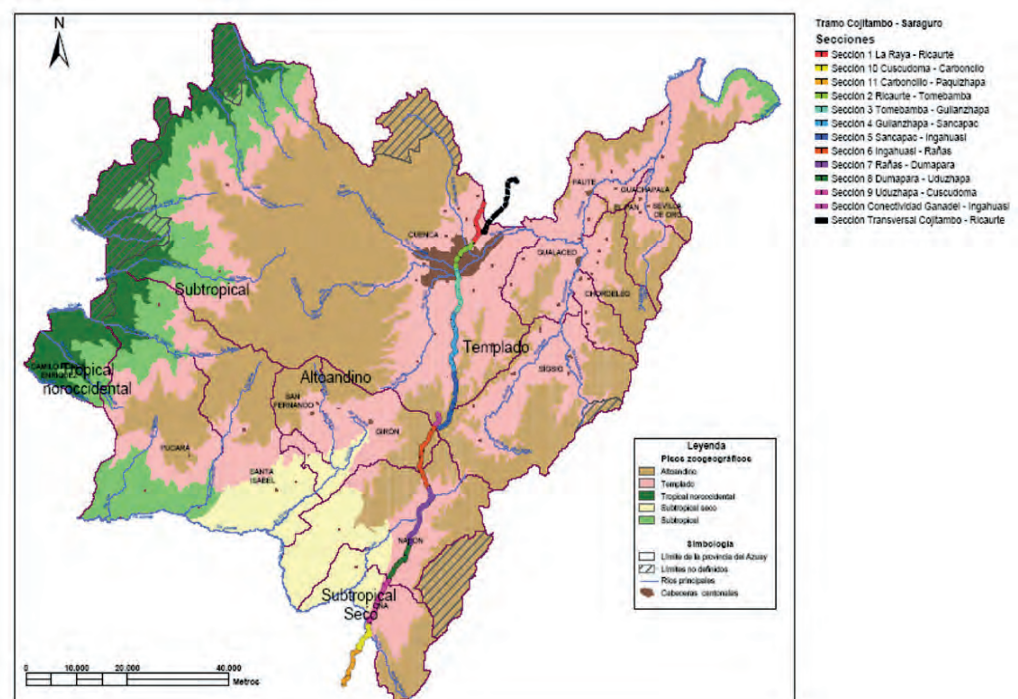 N
Tramo Cojitambo - Saraguro
Secciones
Sección 1 La Raya - Ricaurte
Sección 10 Cuscudoma - Carboncilo
Sección 11 Carboncilo - Paquizhapa
Sección 2 Ricaurte - Tomebamba
Sección 3 Tomebamba - Gullanzhapa
Sección 4 Gullanzhapa - Sancapac
Sección 5 Sancapac - Ingahuasi
Sección 6 Ingahuasi - Rañas
Sección 7 Rañas - Dumapara
Sección 8 Dumapara - Uduzhapa
Sección 9 Uduzhapa - Cuscudoma
Sección Conectividad Ganadel - Ingahuasi
Sección Transversal Cojitambo - Ricaurte
PAUTE
GUACHAPALA
EL PAN
SEVILLA
DE ORO
CUENCA
GUALACEO
CHORDELEG
Subtropical
Templado
SIGSIG
Altoandino
CAMILO
ENRIQUEZ
noroccidental
SAN
FERNANDO
GIRÓN
PUCARA
SANTA
ISABEL
NABON
Subtropical
Seco
OÑA
Leyenda
Pisos zoogeográficos
Altoandino
Templado
Tropical noroccidental
Subtropical seco
Subtropical
Simbología
Límite de la provincia del Azuay
Límites no definidos
Ríos principales
Cabeceras cantonales
0 10.000 20.000 40.000
Metros